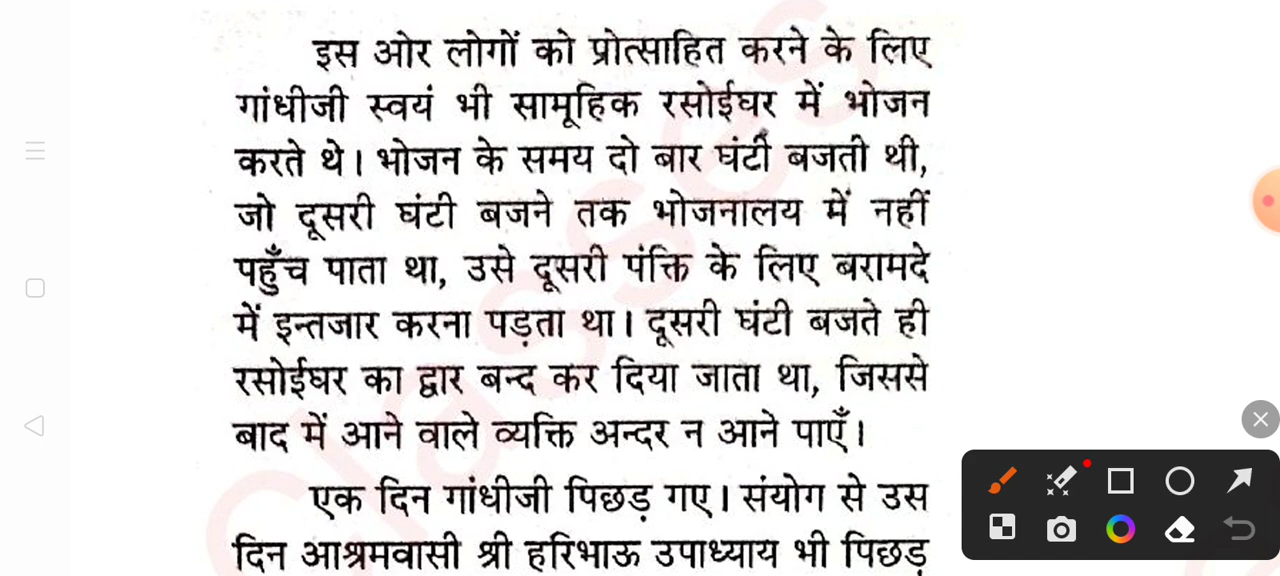 इस ओर लोगों को प्रोत्साहित करने के लिए
गांधीजी स्वयं भी सामूहिक रसोईघर में भोजन
करते थे। भोजन के समय दो बार घंटी बजती थी,
जो दूसरी घंटी बजने तक भोजनालय में नहीं
पहुँच पाता था, उसे दूसरी पंक्ति के लिए बरामदे
में इन्तजार करना पड़ता था। दूसरी घंटी बजते ही
रसोईघर का द्वार बन्द कर दिया जाता था, जिससे
बाद में आने वाले व्यक्ति अन्दर न आने पाएँ।
एक दिन गांधीजी पिछड़ गए। संयोग से उस
दिन आश्रमवासी श्री हरिभाऊ उपाध्याय भी पिछड़
Classes